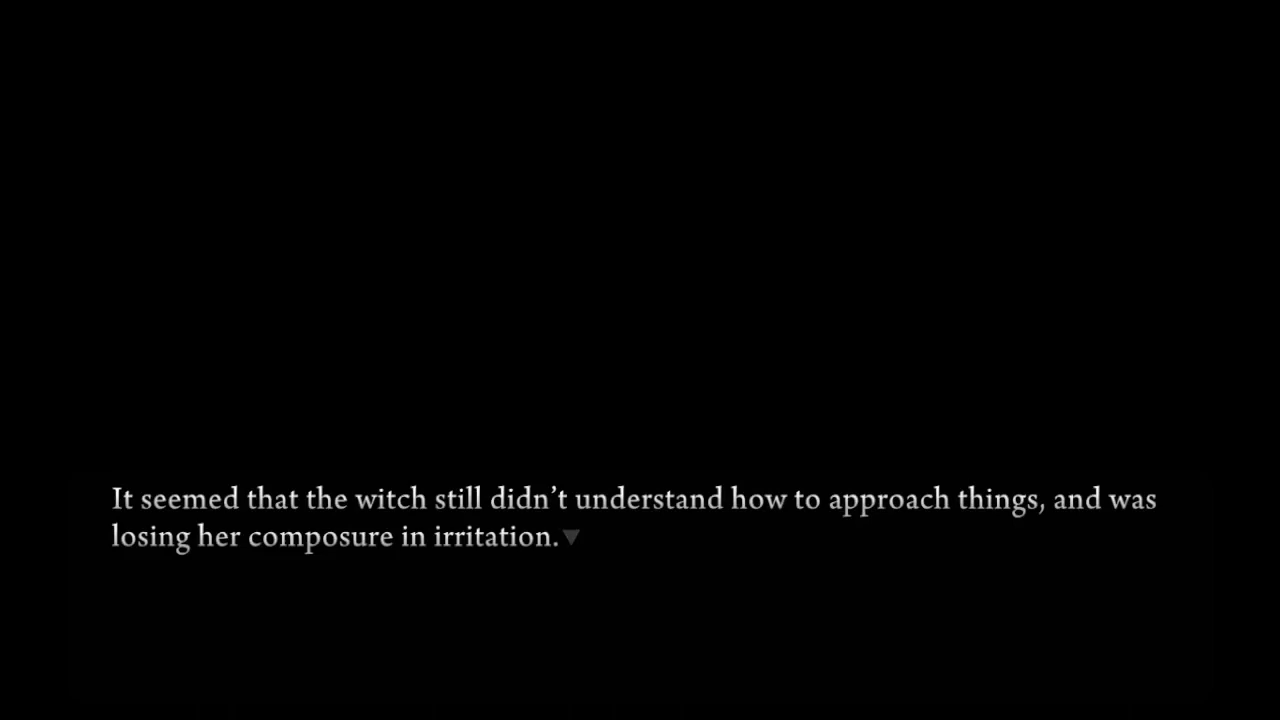 It seemed that the witch still didn’t understand how to approach things, and was
losing her composure in irritation.